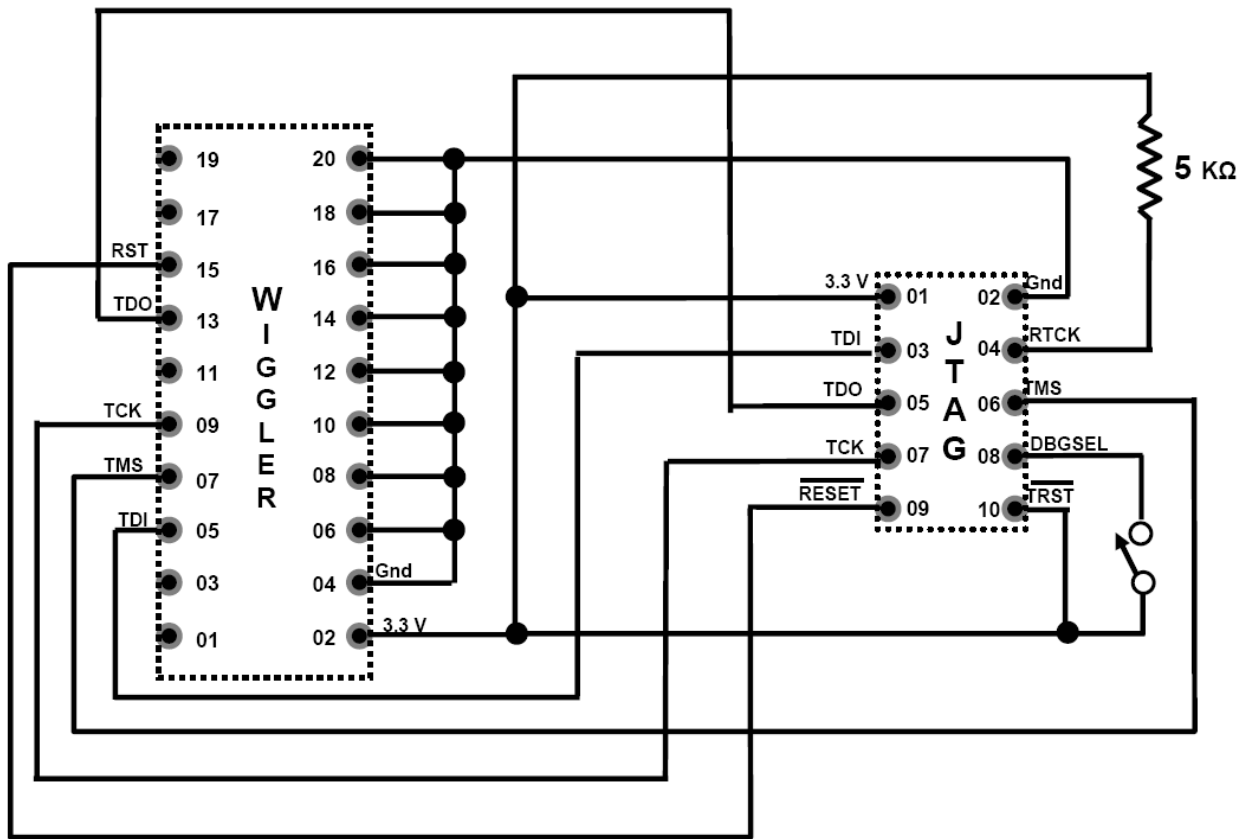 19 20
17 18
RST 15 16
TDO 13 14
11 12
TCK 09 10
TMS 07 08
TDI 05 06
03 04 Gnd
01 02 3.3 V
WIGGLER
5 KΩ
3.3 V 01 02 Gnd
TDI 03 04 RTCK
TDO 05 06 TMS
TCK 07 08 DBGSEL
RESET 09 10 TRST
JTAG